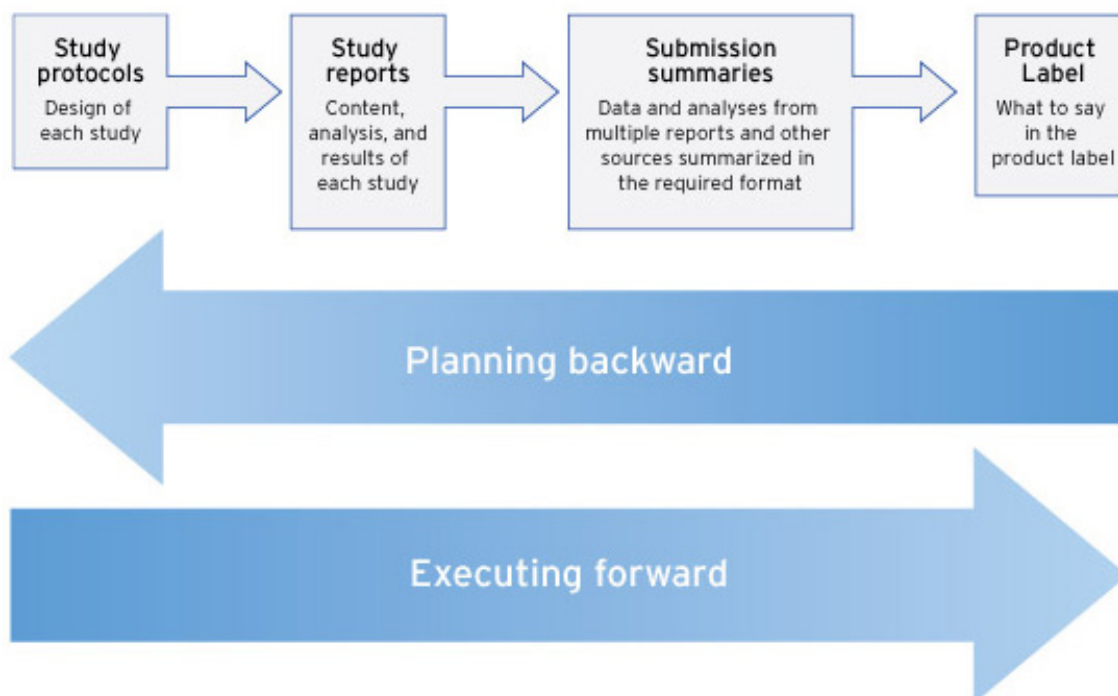 Study
protocols
Design of
each study
Study
reports
Content,
analysis, and
results of
each study
Submission
summaries
Data and analyses from
multiple reports and other
sources summarized in
the required format
Product
Label
What to say
in the
product label
Planning backward
Executing forward